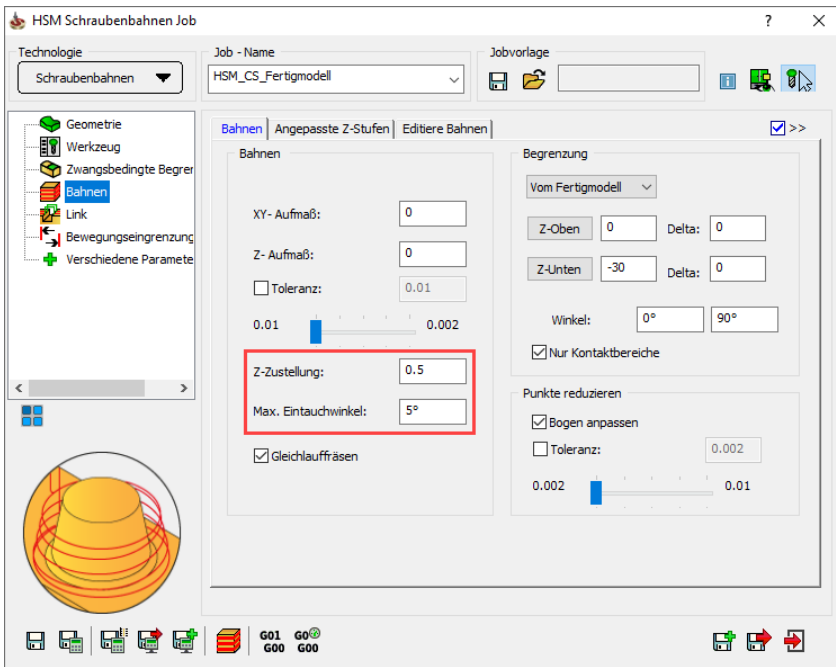 HSM Schraubenbahnen Job
?
Technologie
Schraubenbahnen
Job - Name
HSM_CS_Fertigmodell
Jobvorlage
Geometrie
Werkzeug
Zwangsbedingte Begrer
Bahnen
Link
Bewegungseingrenzung
Verschiedene Paramete
<
>
Bahnen
Angepasste Z-Stufen
Editiere Bahnen
>>
Bahnen
XY- Aufmaß:
0
Z- Aufmaß:
0
Toleranz:
0.01
0.01
0.002
Z-Zustellung:
0.5
Max. Eintauchwinkel:
5°
Gleichlauffräsen
Begrenzung
Vom Fertigmodell
Z-Oben
0
Delta:
0
Z-Unten
-30
Delta:
0
Winkel:
0°
90°
Nur Kontaktbereiche
Punkte reduzieren
Bogen anpassen
Toleranz:
0.002
0.002
0.01
G01
G00
G0
G00